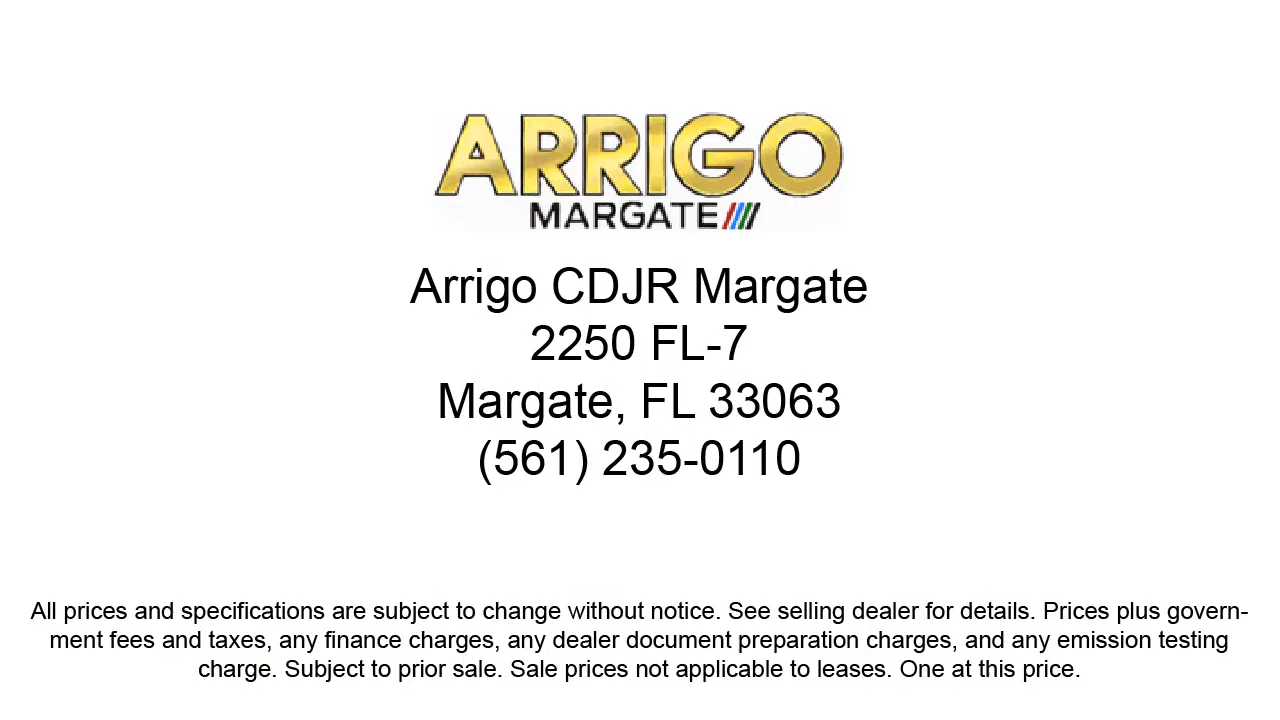 ARRIGO
MARGATE
Arrigo CDJR Margate
2250 FL-7
Margate, FL 33063
(561) 235-0110
All prices and specifications are subject to change without notice. See selling dealer for details. Prices plus govern-
ment fees and taxes, any finance charges, any dealer document preparation charges, and any emission testing
charge. Subject to prior sale. Sale prices not applicable to leases. One at this price.